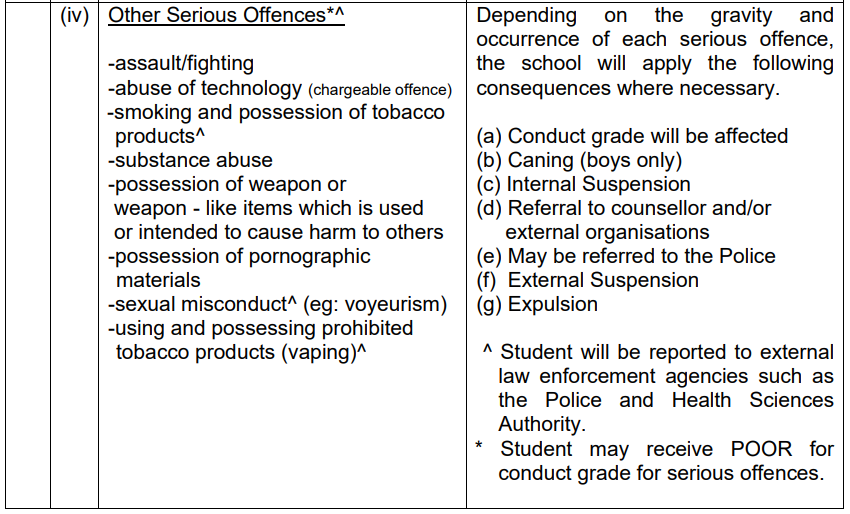 (iv) Other Serious Offences*^
-assault/fighting
-abuse of technology (chargeable offence)
-smoking and possession of tobacco
products^
-substance abuse
-possession of weapon or
weapon - like items which is used
or intended to cause harm to others
-possession of pornographic
materials
-sexual misconduct^ (eg: voyeurism)
-using and possessing prohibited
tobacco products (vaping)^
Depending on the gravity and
occurrence of each serious offence,
the school will apply the following
consequences where necessary.
(a) Conduct grade will be affected
(b) Caning (boys only)
(c) Internal Suspension
(d) Referral to counsellor and/or
external organisations
(e) May be referred to the Police
(f) External Suspension
(g) Expulsion
^ Student will be reported to external
law enforcement agencies such as
the Police and Health Sciences
Authority.
* Student may receive POOR for
conduct grade for serious offences.